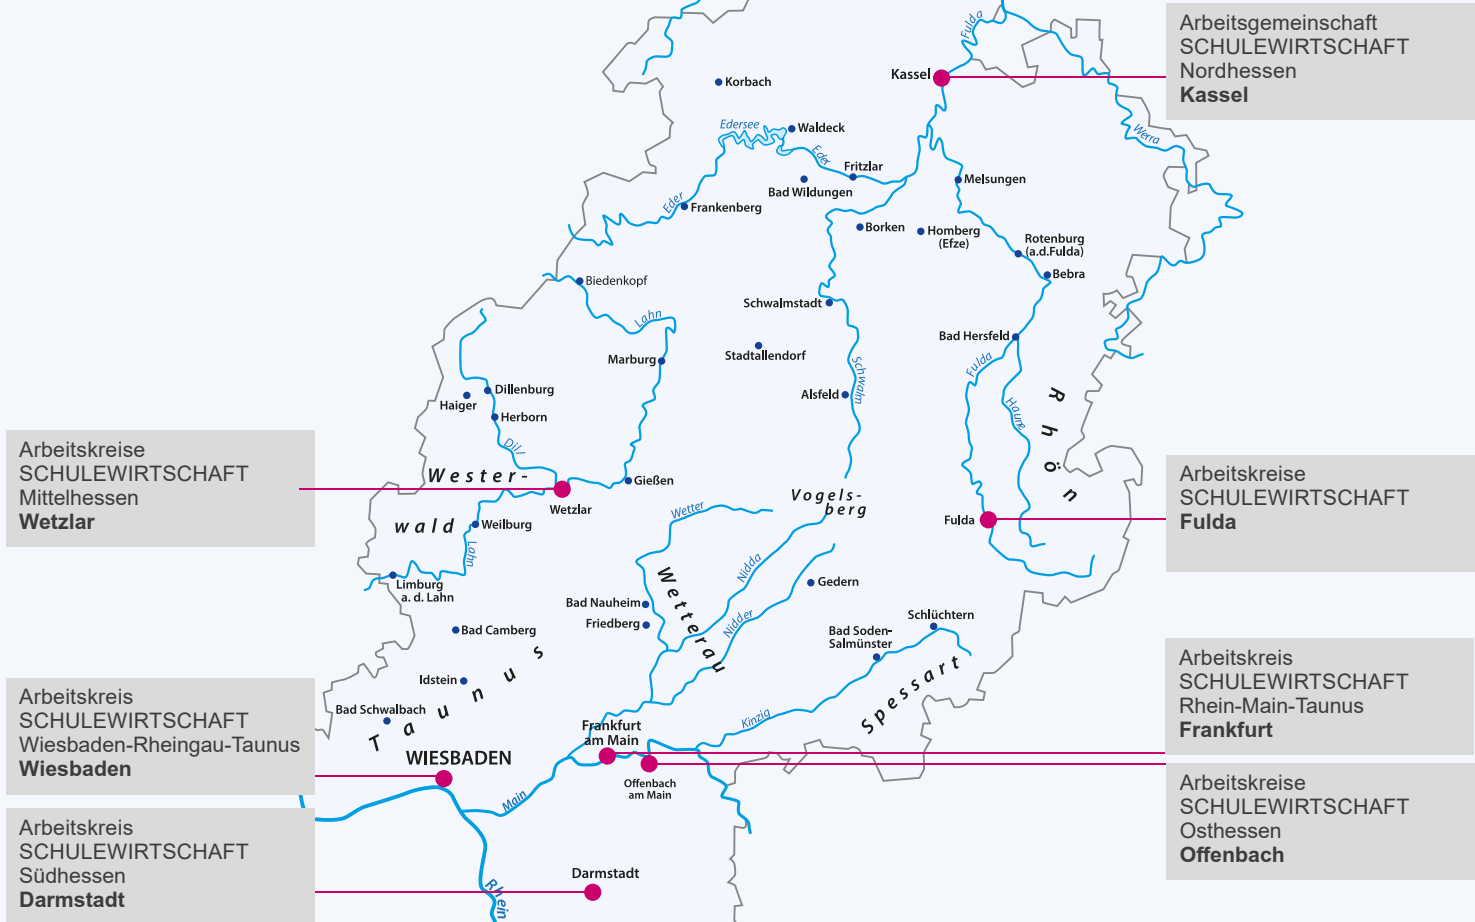 Arbeitsgemeinschaft
SCHULEWIRTSCHAFT
Nordhessen
Kassel
Fulda
Kassel
Korbach
Edersee
Waldeck
Werra
Eder
Fritzlar
Bad Wildungen
Melsungen
Eder
Frankenberg
Borken
Homberg
(Efze)
Rotenburg
(a.d.Fulda)
Bebra
Biedenkopf
Schwalmstadt
Lahn
Bad Hersfeld
Marburg
Stadtallendorf
Fulda
Schwalm
Dillenburg
Haiger
Alsfeld
Herborn
Haure
Rhön
Dill
Arbeitskreise
SCHULEWIRTSCHAFT
Mittelhessen
Wetzlar
Wester-
wald
Gießen
Wetzlar
Weilburg
Lahn
Vogels-
berg
Wetter
Fulda
Arbeitskreise
SCHULEWIRTSCHAFT
Fulda
Limburg
a. d. Lahn
Nidda
Gedern
Wetterau
Bad Nauheim
Friedberg
Nidder
Schlüchtern
Bad Soden-
Salmünster
Bad Camberg
Idstein
Taunus
Bad Schwalbach
Spessart
Kinzig
Arbeitskreis
SCHULEWIRTSCHAFT
Rhein-Main-Taunus
Frankfurt
Arbeitskreis
SCHULEWIRTSCHAFT
Wiesbaden-Rheingau-Taunus
Wiesbaden
WIESBADEN
Frankfurt
am Main
Offenbach
am Main
Main
Arbeitskreise
SCHULEWIRTSCHAFT
Osthessen
Offenbach
Arbeitskreis
SCHULEWIRTSCHAFT
Südhessen
Darmstadt
Darmstadt
Rhein